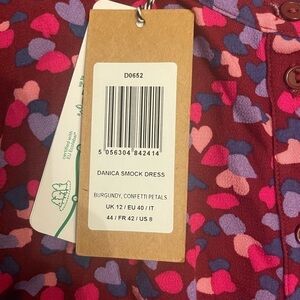 D0652
5 056304 842414
DANICA SMOCK DRESS
BURGUNDY, CONFETTI PETALS
UK 12 / EU 40 / IT
44 / FR 42 / US 8